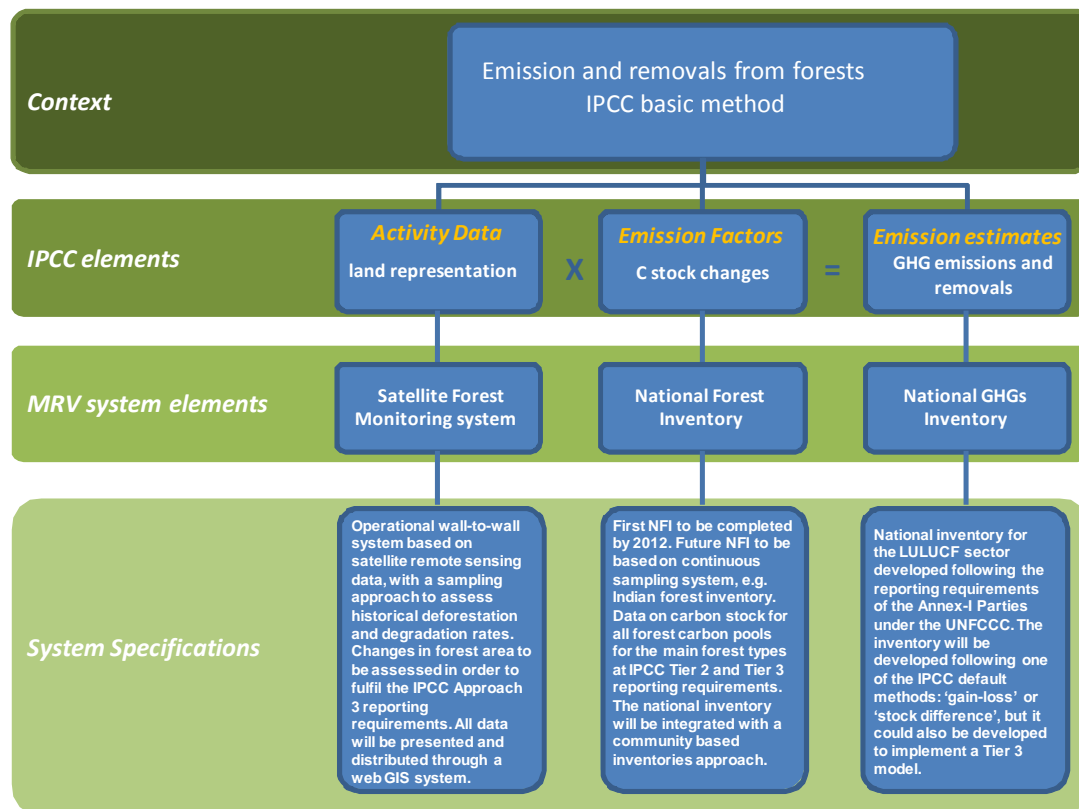 Context
Emission and removals from forests
IPCC basic method
IPCC elements
Activity Data
land representation
X
Emission Factors
C stock changes
=
Emission estimates
GHG emissions and
removals
MRV system elements
Satellite Forest
Monitoring system
National Forest
Inventory
National GHGs
Inventory
System Specifications
Operational wall-to-wall
system based on
satellite remote sensing
data, with a sampling
approach to assess
historical deforestation
and degradation rates.
Changes in forest area to
be assessed in order to
fulfil the IPCC Approach
3 reporting
requirements. All data
will be presented and
distributed through a
web GIS system.
First NFI to be completed
by 2012. Future NFI to be
based on continuous
sampling system, e.g.
Indian forest inventory.
Data on carbon stock for
all forest carbon pools
for the main forest types
at IPCC Tier 2 and Tier 3
reporting requirements.
The national inventory
will be integrated with a
community based
inventories approach.
National inventory for
the LULUCF sector
developed following the
reporting requirements
of the Annex-I Parties
under the UNFCCC. The
inventory will be
developed following one
of the IPCC default
methods: ‘gain-loss’ or
‘stock difference’, but it
could also be developed
to implement a Tier 3
model.